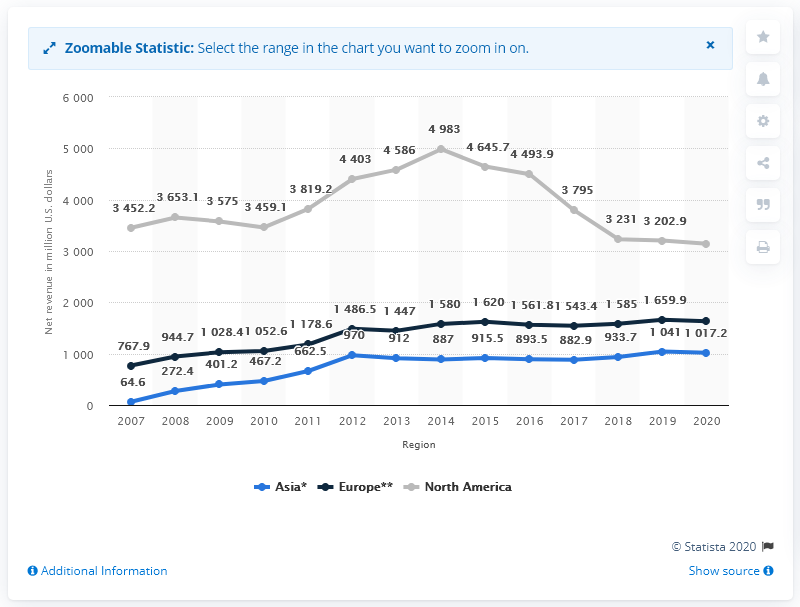 Zoomable Statistic: Select the range in the chart you want to zoom in on.
Net revenue in million U.S. dollars
6 000
5 000
4 000
3 000
2 000
1 000
0
3 452.2 3 653.1 3 575 3 459.1 3 819.2 4 403 4 586 4 983 4 645.7 4 493.9 3 795 3 231 3 202.9
767.9 944.7 1 028.4 1 052.6 1 178.6 1 486.5 1 447 1 580 1 620 1 561.8 1 543.4 1 585 1 659.9
64.6 272.4 401.2 467.2 662.5 970 912 887 915.5 893.5 882.9 933.7 1 041 1 017.2
2007 2008 2009 2010 2011 2012 2013 2014 2015 2016 2017 2018 2019 2020
Region
Asia* Europe** North America
© Statista 2020
Additional Information Show source